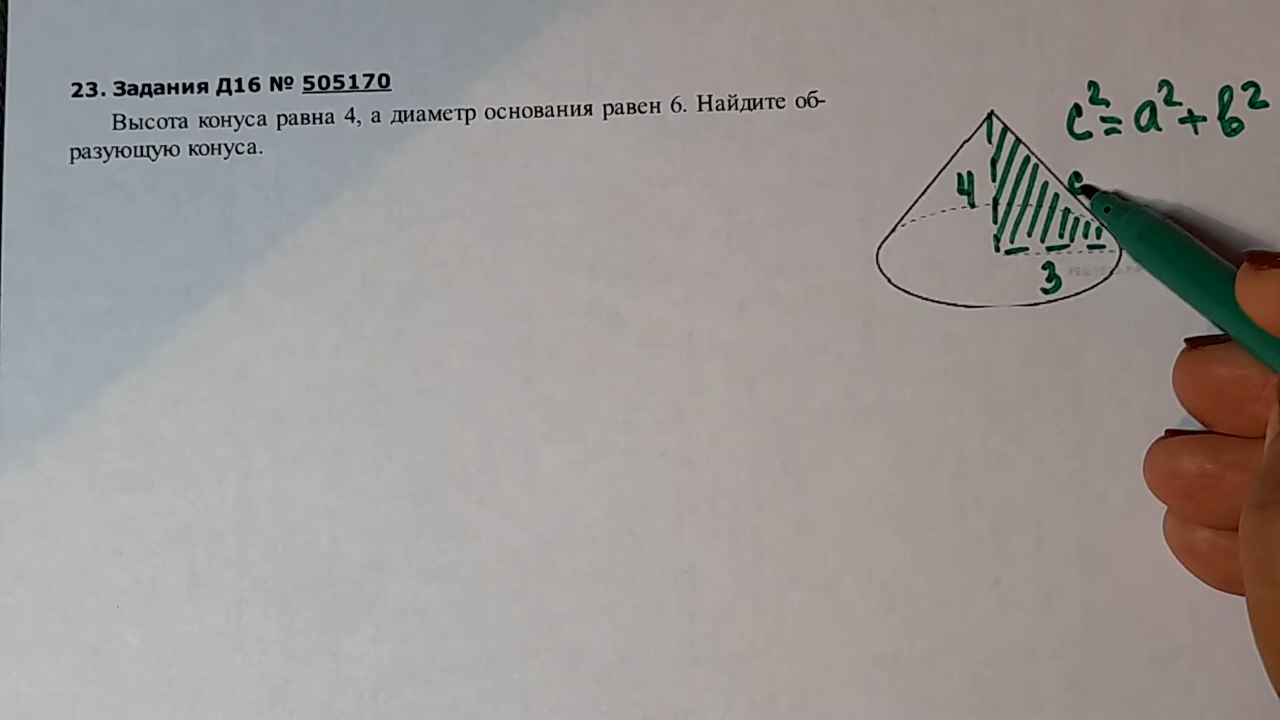 23. Задания Д16 № 505170
Высота конуса равна 4, а диаметр основания равен 6. Найдите об-
разующую конуса.
c² = a² + b²
4
c
3